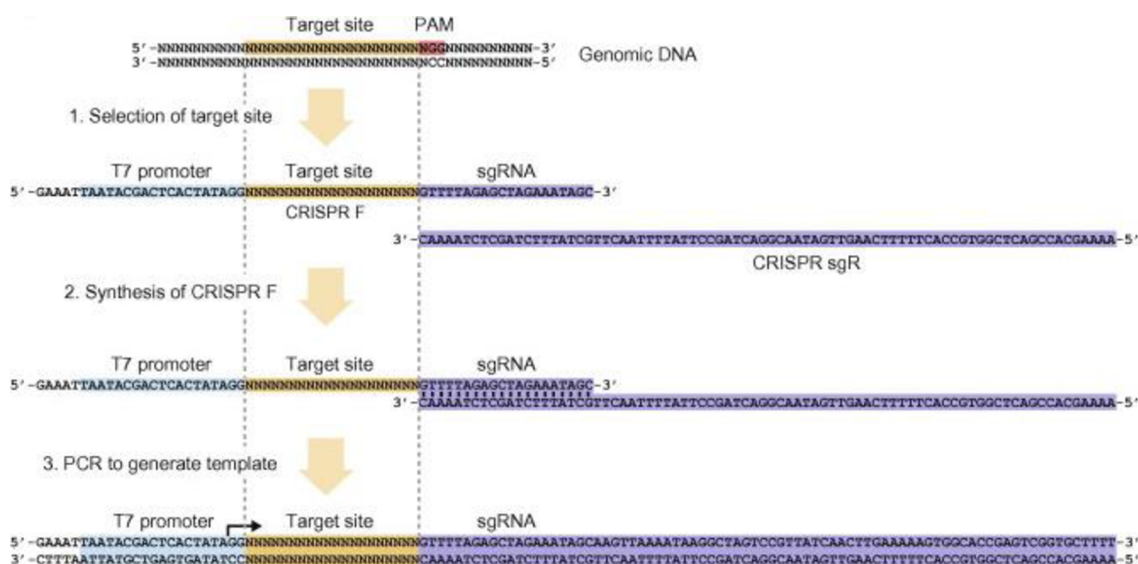 Target site PAM
5′-NNNNNNNNNNNNNNNNNNNNNNNNNNNNNNNGGNNNNNNNNNN-3′
3′-NNNNNNNNNNNNNNNNNNNNNNNNNNNNNNNCCNNNNNNNNNN-5′
Genomic DNA
1. Selection of target site
T7 promoter Target site sgRNA
5′-GAAATTAATACGACTCACTATAGGNNNNNNNNNNNNNNNNNNNNGTTTTAGAGCTAGAAATAGC-3′
CRISPR F
3′-CAAAATCTCGATCTTTATCGTTCAATTTTATTCCGATCAGGCAATAGTTGAACTTTTTCACCGTGGCTCAGCCACGAAAA-5′
CRISPR sgR
2. Synthesis of CRISPR F
T7 promoter Target site sgRNA
5′-GAAATTAATACGACTCACTATAGGNNNNNNNNNNNNNNNNNNNNGTTTTAGAGCTAGAAATAGC-3′
3′-CAAAATCTCGATCTTTATCGTTCAATTTTATTCCGATCAGGCAATAGTTGAACTTTTTCACCGTGGCTCAGCCACGAAAA-5′
3. PCR to generate template
T7 promoter Target site sgRNA
5′-GAAATTAATACGACTCACTATAGGNNNNNNNNNNNNNNNNNNNNGTTTTAGAGCTAGAAATAGCAAGTTAAAATAAGGCTAGTCCGTTATCAACTTGAAAAAGTGGCACCGAGTCGGTGCTTTT-3′
3′-CTTTAATTATGCTGAGTGATATCCNNNNNNNNNNNNNNNNNNNNCAAAATCTCGATCTTTATCGTTCAATTTTATTCCGATCAGGCAATAGTTGAACTTTTTCACCGTGGCTCAGCCACGAAAA-5′